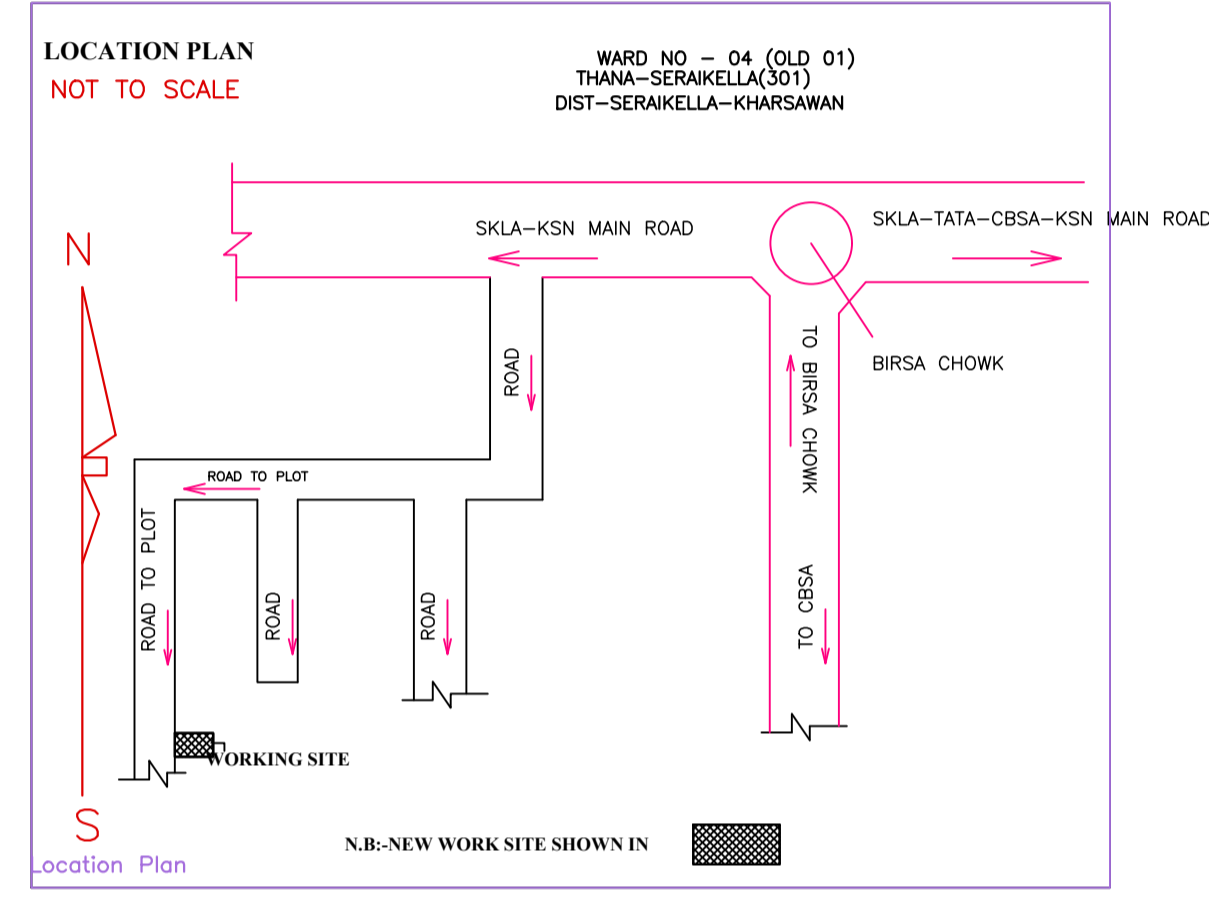 LOCATION PLAN
NOT TO SCALE
WARD NO - 04 (OLD 01)
THANA-SERAIKELLA(301)
DIST-SERAIKELLA-KHARSAWAN
SKLA-KSN MAIN ROAD
SKLA-TATA-CBSA-KSN MAIN ROAD
N
ROAD
TO BIRSA CHOWK
BIRSA CHOWK
ROAD TO PLOT
ROAD TO PLOT
ROAD
ROAD
TO CBSA
WORKING SITE
S
N.B:-NEW WORK SITE SHOWN IN
Location Plan